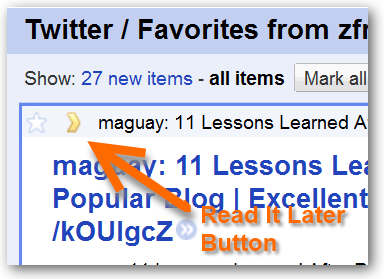 Twitter / Favorites from zfr
Show: 27 new items - all items Mark all
maguay: 11 Lessons Learned A
maguay: 11 Lessons Lea
Popular Blog | Excellent
/kOUlgcZ
Read It Later
Button